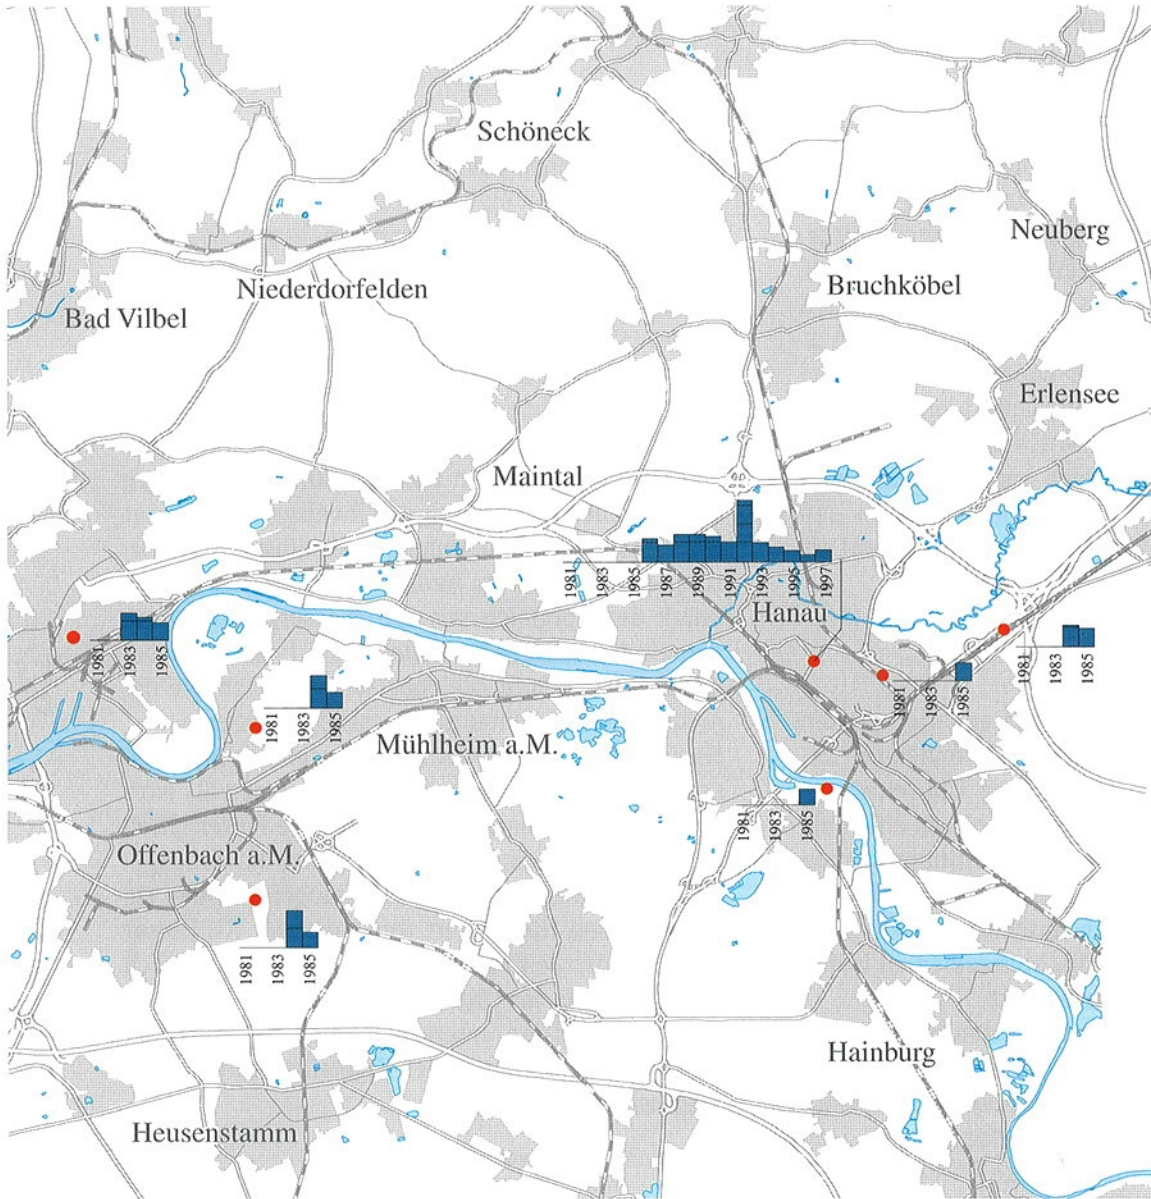 Schöneck
Neuberg
Bruchköbel
Niederdorfelden
Bad Vilbel
Erlensee
Maintal
1981 1983 1985 1987 1989 1991 1993 1995 1997
Hanau
1981 1983 1985
1981 1983 1985
1981 1983 1985
1981 1983 1985
Mühlheim a.M.
1981 1983 1985
Offenbach a.M.
1981 1983 1985
Hainburg
Heusenstamm